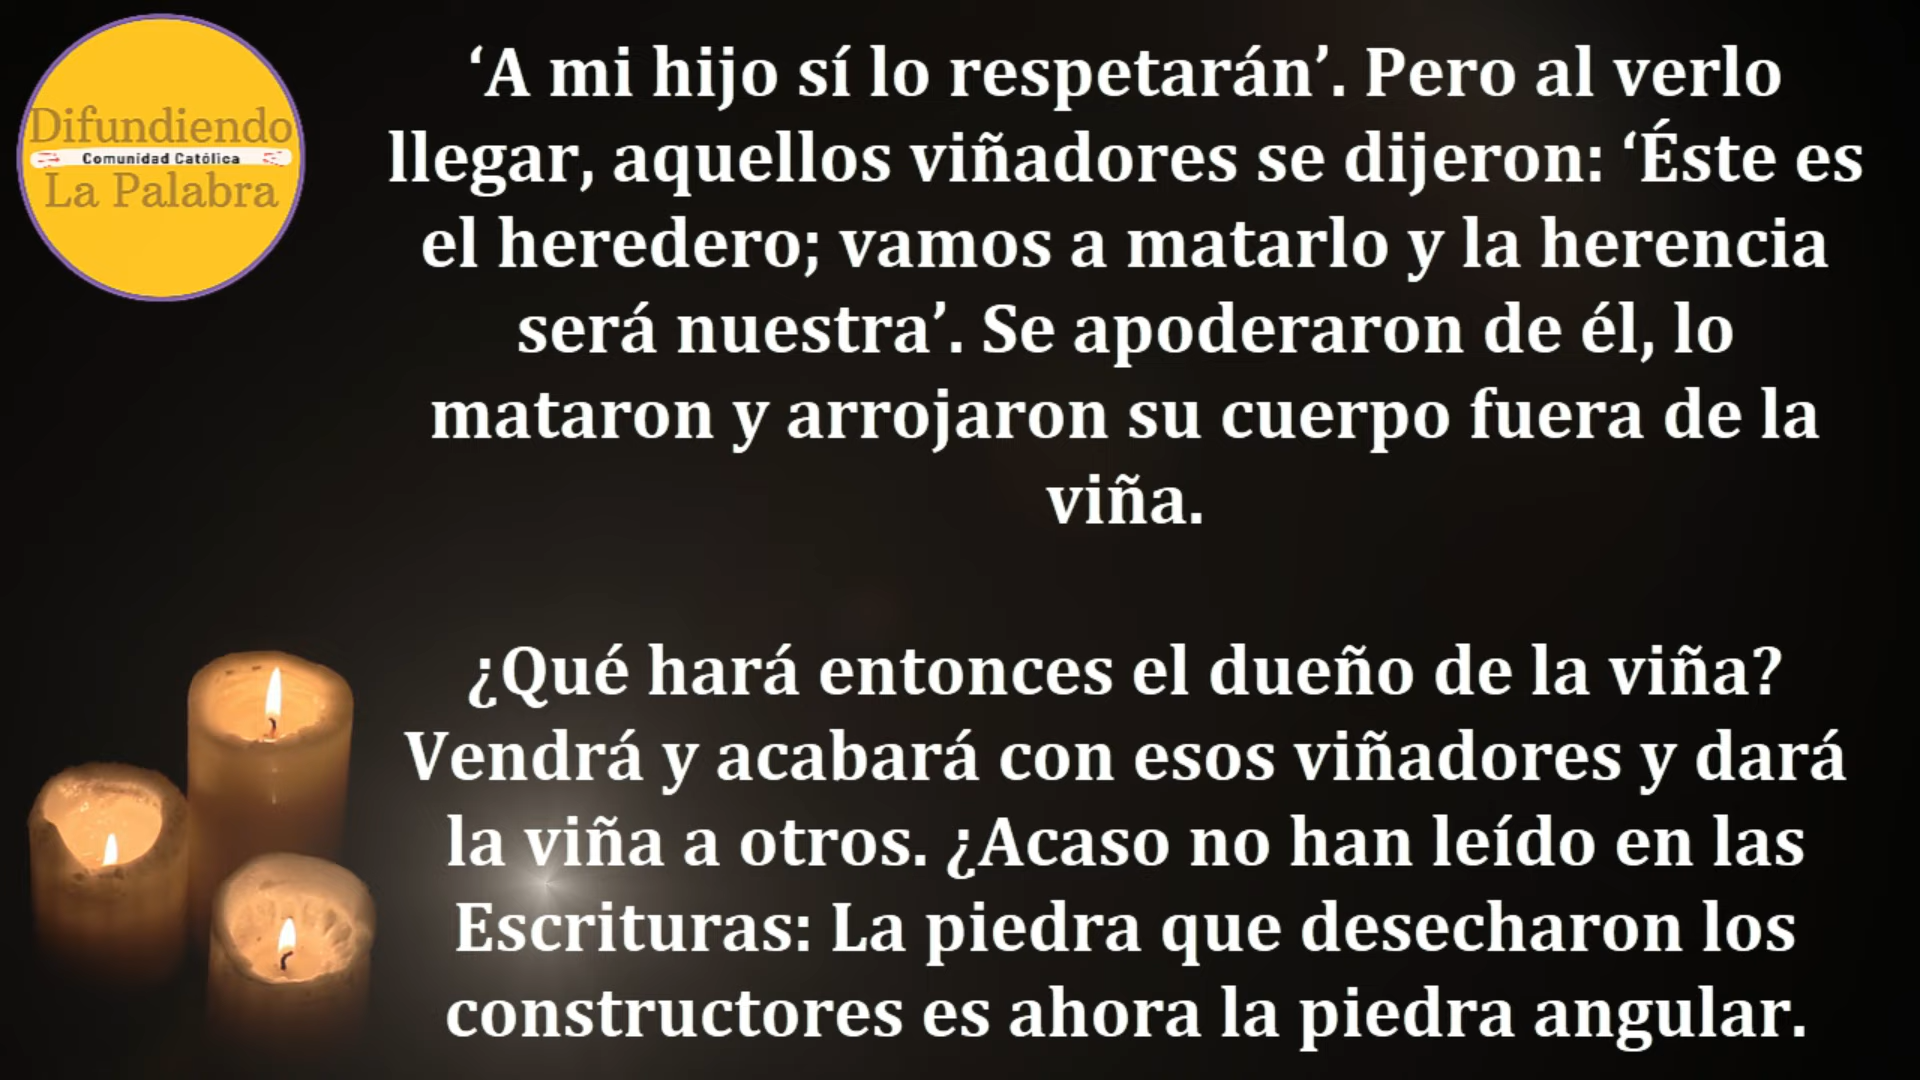 Difundiendo
Comunidad Católica
La Palabra
‘A mi hijo sí lo respetarán’. Pero al verlo
llegar, aquellos viñadores se dijeron: ‘Éste es
el heredero; vamos a matarlo y la herencia
será nuestra’. Se apoderaron de él, lo
mataron y arrojaron su cuerpo fuera de la
viña.
¿Qué hará entonces el dueño de la viña?
Vendrá y acabará con esos viñadores y dará
la viña a otros. ¿Acaso no han leído en las
Escrituras: La piedra que desecharon los
constructores es ahora la piedra angular.